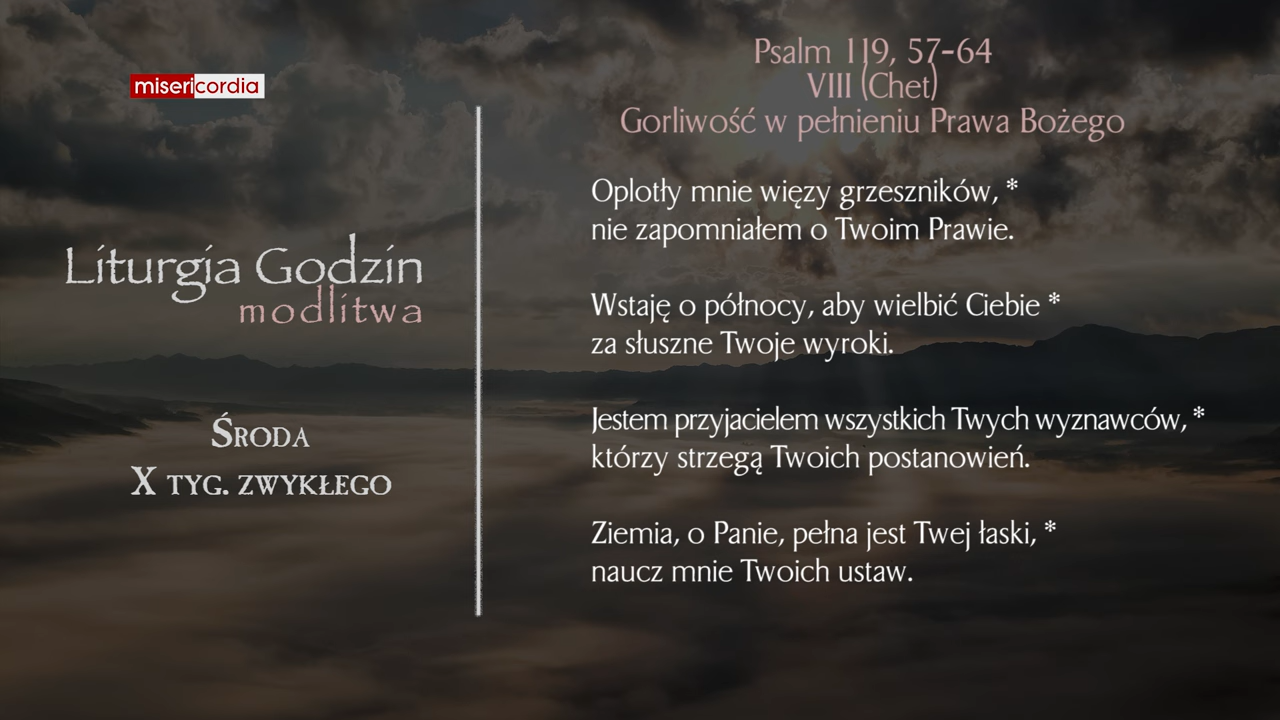 misericordia
Liturgia Godzin
modlitwa
Środa
X tyg. zwykłego
Psalm 119, 57-64
VIII (Chet)
Gorliwość w pełnieniu Prawa Bożego
Oplotły mnie więzy grzeszników, *
nie zapomniałem o Twoim Prawie.
Wstaję o północy, aby wielbić Ciebie *
za słuszne Twoje wyroki.
Jestem przyjacielem wszystkich Twych wyznawców, *
którzy strzegą Twoich postanowień.
Ziemia, o Panie, pełna jest Twej łaski, *
naucz mnie Twoich ustaw.